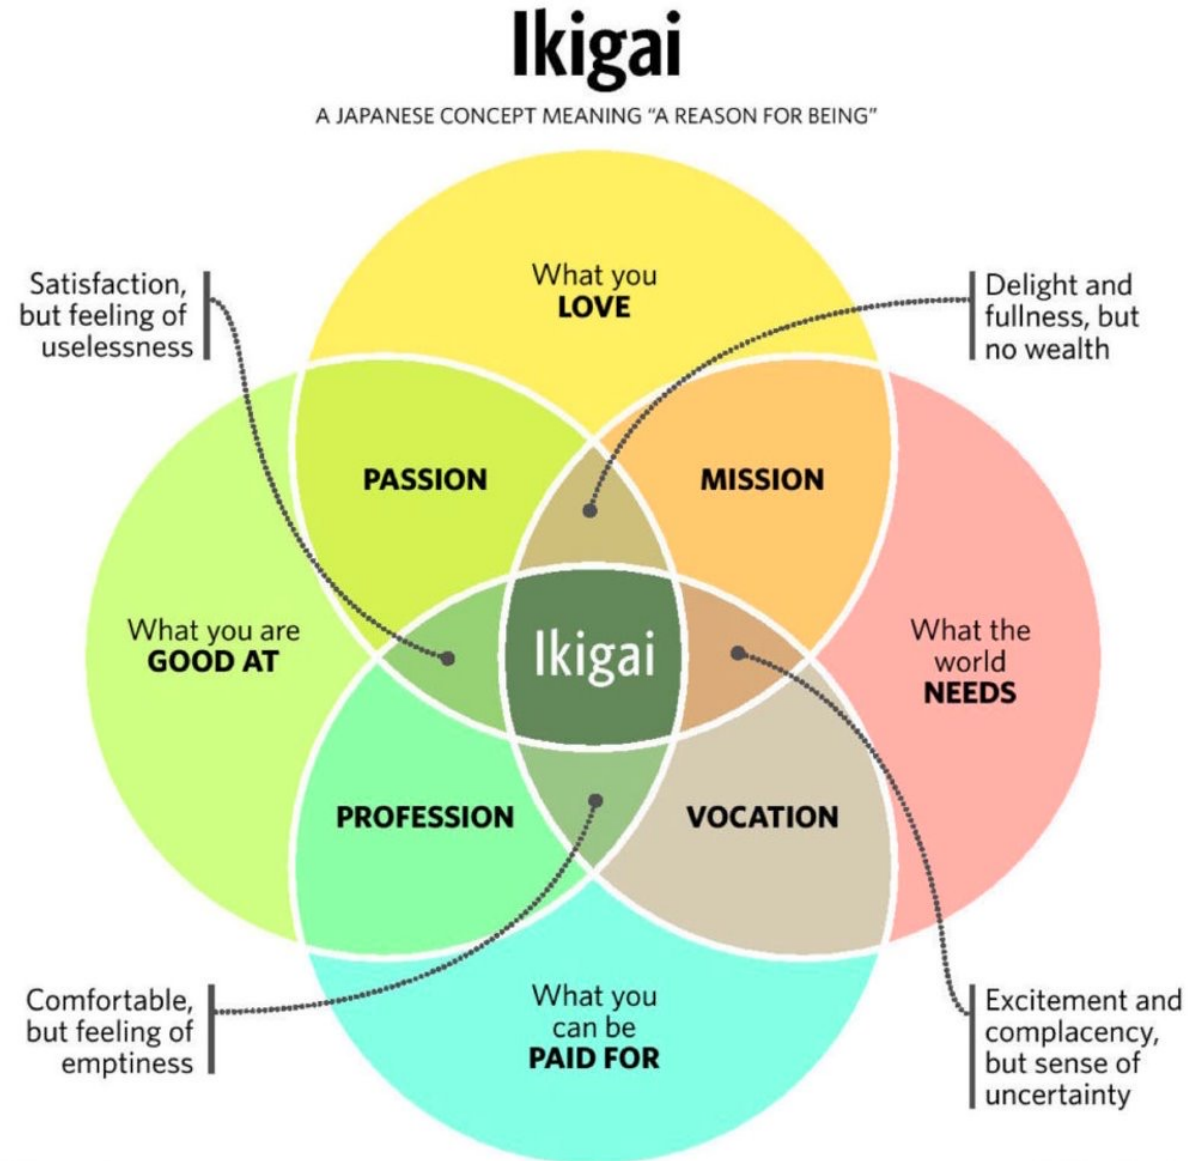 Ikigai
A JAPANESE CONCEPT MEANING “A REASON FOR BEING”
Satisfaction,
but feeling of
uselessness
What you
LOVE
Delight and
fullness, but
no wealth
PASSION
MISSION
What you are
GOOD AT
Ikigai
What the
world
NEEDS
PROFESSION
VOCATION
Comfortable,
but feeling of
emptiness
What you
can be
PAID FOR
Excitement and
complacency,
but sense of
uncertainty